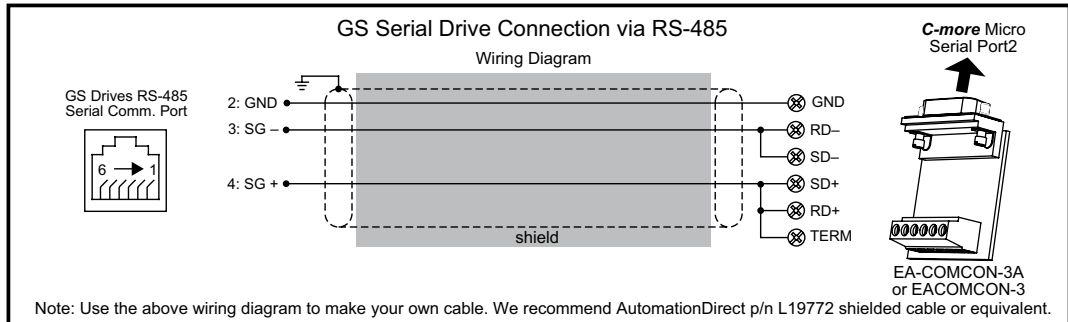 GS Serial Drive Connection via RS-485
Wiring Diagram
C-more Micro
Serial Port2
GS Drives RS-485
Serial Comm. Port
6 1
2: GND
3: SG –
4: SG +
GND
RD–
SD–
SD+
RD+
TERM
shield
EA-COMCON-3A
or EACOMCON-3
Note: Use the above wiring diagram to make your own cable. We recommend AutomationDirect p/n L19772 shielded cable or equivalent.